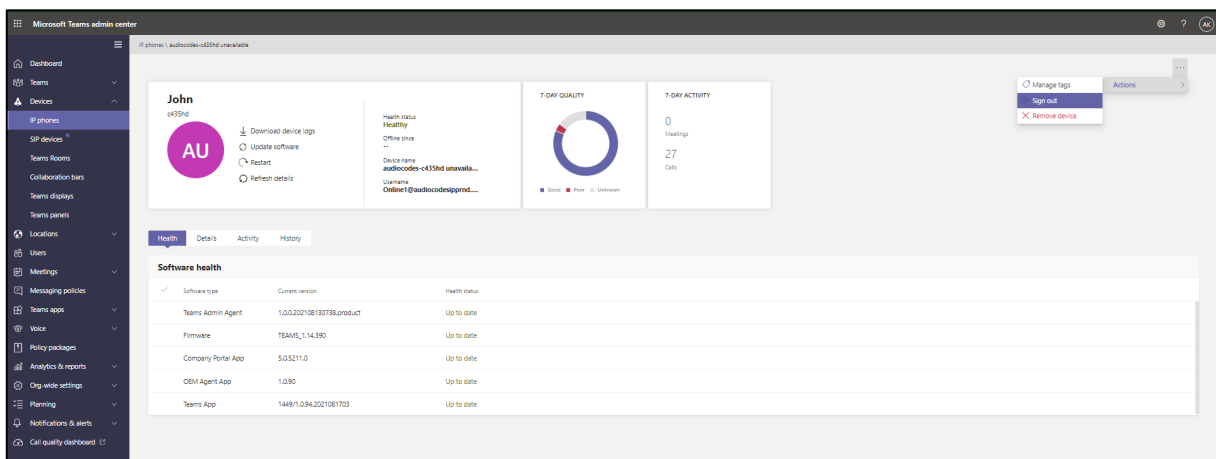 Microsoft Teams admin center
? AK
IP phones \ audiocodes-c435hd unavailable
Dashboard
Teams
Devices
IP phones
SIP devices
Teams Rooms
Collaboration bars
Teams displays
Teams panels
Locations
Users
Meetings
Messaging policies
Teams apps
Voice
Policy packages
Analytics & reports
Org-wide settings
Planning
Notifications & alerts
Call quality dashboard
John
c435hd
AU
Download device logs
Update software
Restart
Refresh details
Health status
Healthy
Offline since
--
Device name
audiocodes-c435hd unavaila...
Username
Online1@audiocodesipprnd....
7-DAY QUALITY
Good Poor Unknown
7-DAY ACTIVITY
0
Meetings
27
Calls
...
Manage tags
Actions
Sign out
Remove device
Health Details Activity History
Software health
Software type Current version Health status
Teams Admin Agent 1.0.0.202108130738.product Up to date
Firmware TEAMS_1.14.390 Up to date
Company Portal App 5.0.5211.0 Up to date
OEM Agent App 1.0.90 Up to date
Teams App 1449/1.0.94.2021081703 Up to date